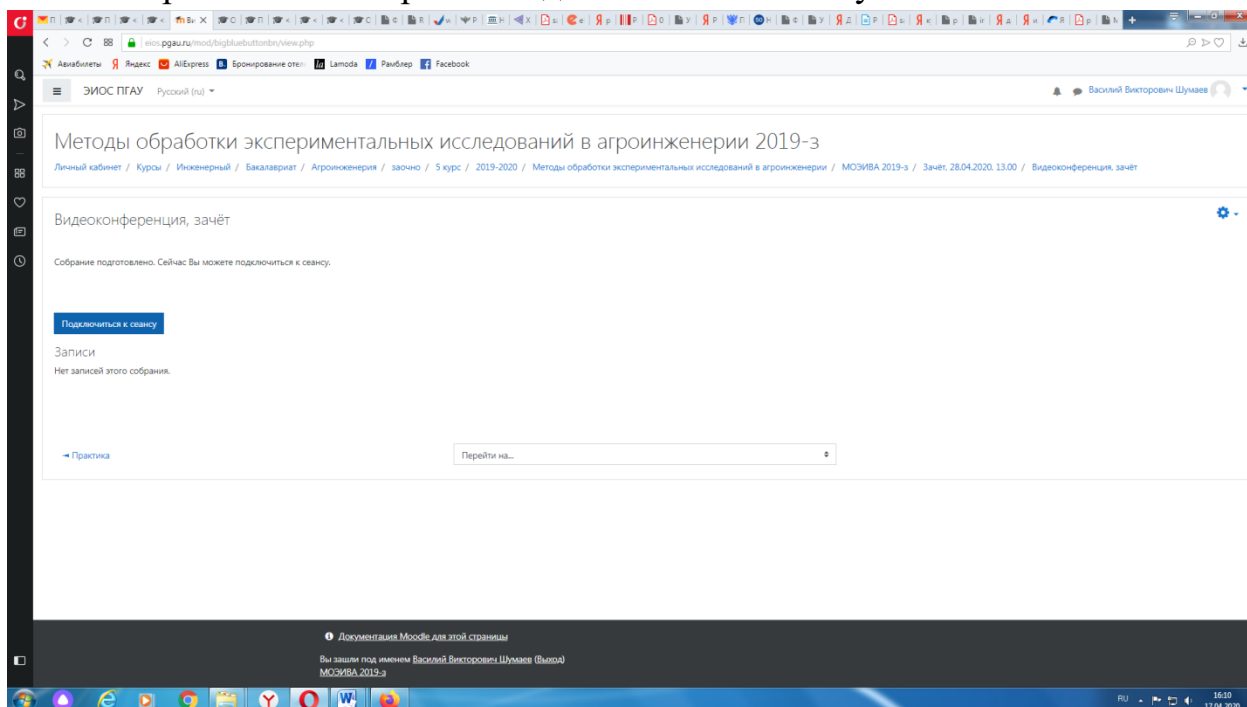 eios.pgau.ru/mod/bigbluebuttonbn/view.php
Авиабилеты Яндекс AliExpress Бронирование отел Lamoda Рамблер Facebook
ЭИОС ПГАУ Русский (ru) Василий Викторович Шумаев
Методы обработки экспериментальных исследований в агроинженерии 2019-з
Личный кабинет / Курсы / Инженерный / Бакалавриат / Агроинженерия / заочно / 5 курс / 2019-2020 / Методы обработки экспериментальных исследований в агроинженерии / МОЭИВА 2019-з / Зачёт, 28.04.2020, 13.00 / Видеоконференция, зачёт
Видеоконференция, зачёт
Собрание подготовлено. Сейчас Вы можете подключиться к сеансу.
Подключиться к сеансу
Записи
Нет записей этого собрания.
◄ Практика Перейти на...
Документация Moodle для этой страницы
Вы зашли под именем Василий Викторович Шумаев (Выход)
МОЭИВА 2019-з
RU 16:10
17.04.2020